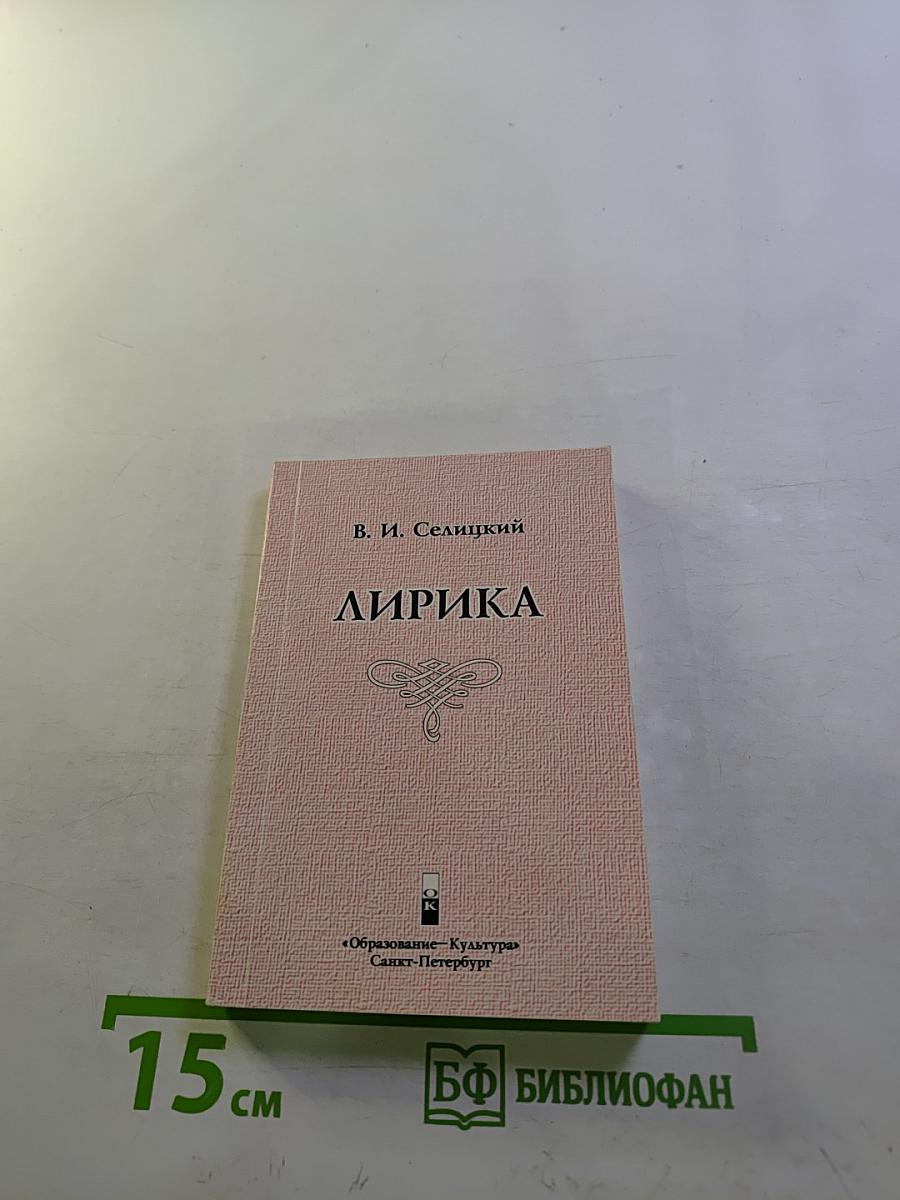 В. И. Селицкий
ЛИРИКА
ОК
«Образование—Культура»
Санкт-Петербург
15 см
БФ БИБЛИОФАН